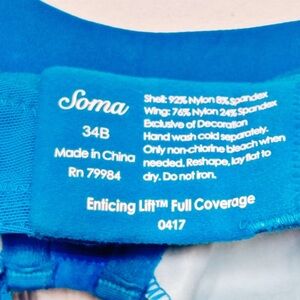 Soma
34B
Made in China
Rn 79984
Shell: 92% Nylon 8% Spandex
Wing: 76% Nylon 24% Spandex
Exclusive of Decoration
Hand wash cold separately.
Only non-chlorine bleach when
needed. Reshape, lay flat to
dry. Do not iron.
Enticing Lift™ Full Coverage
0417